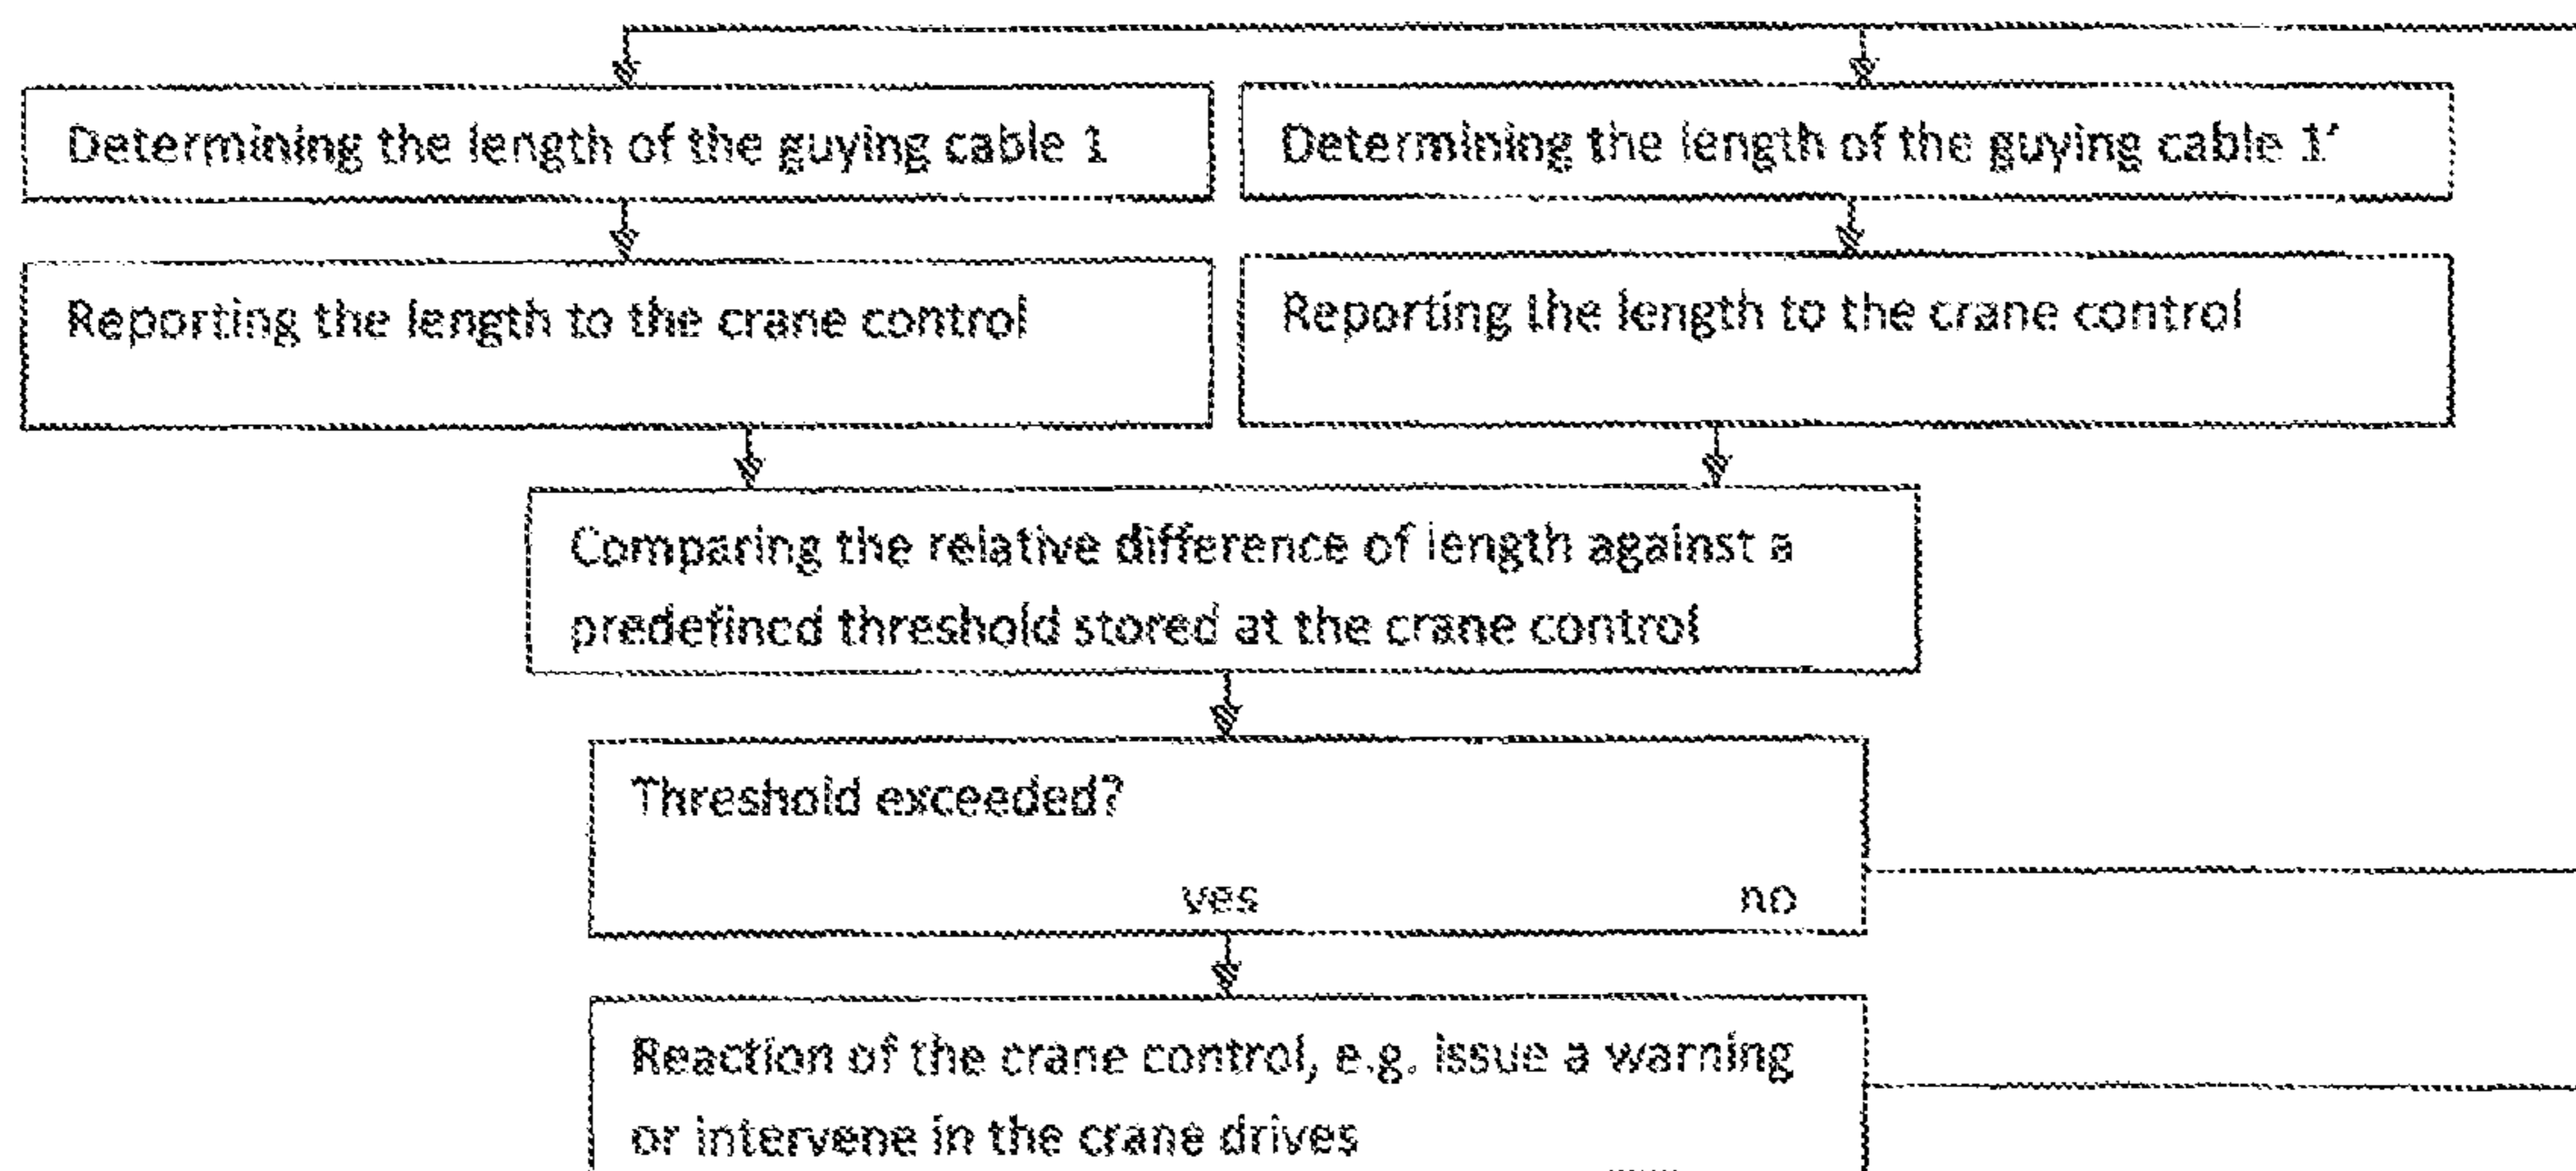 Determining the length of the guying cable 1
Determining the length of the guying cable 1'
Reporting the length to the crane control
Reporting the length to the crane control
Comparing the relative difference of length against a
predefined threshold stored at the crane control
Threshold exceeded?
yes
no
Reaction of the crane control, e.g. issue a warning
or intervene in the crane drives